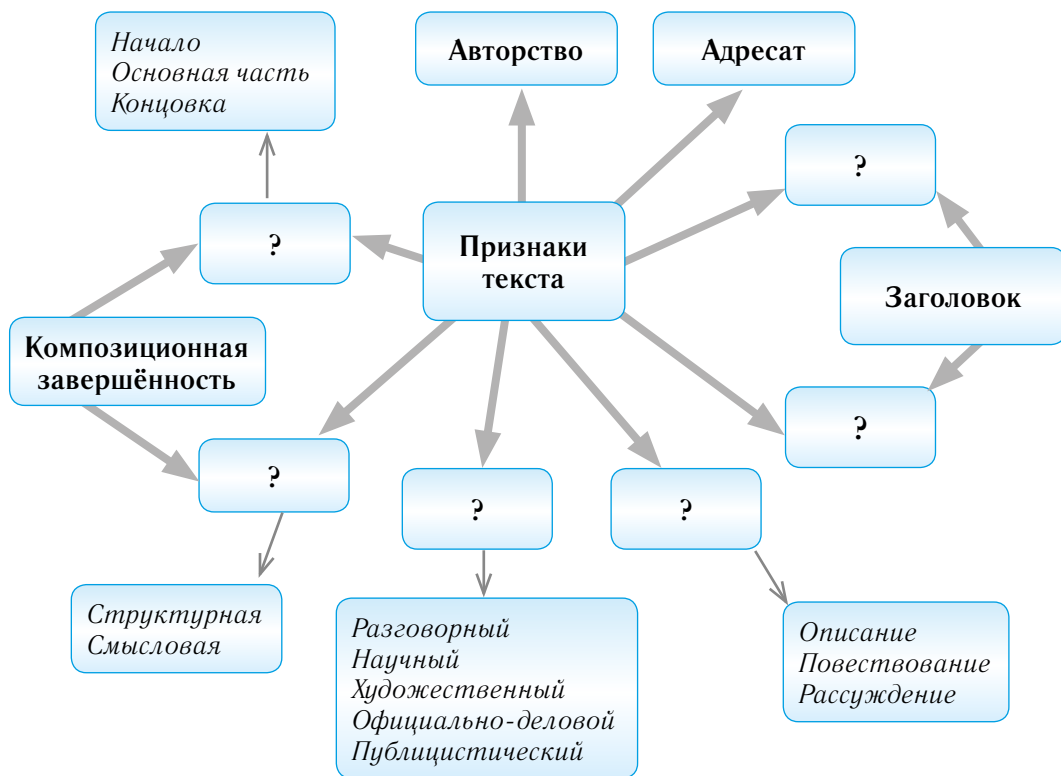 Начало
Основная часть
Концовка
Авторство
Адресат
?
?
Признаки
текста
Заголовок
Композиционная
завершённость
?
?
?
?
Структурная
Смысловая
Разговорный
Научный
Художественный
Официально-деловой
Публицистический
Описание
Повествование
Рассуждение